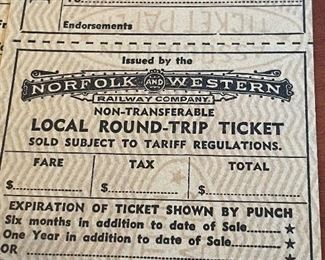 Endorsements
Issued by the
NORFOLK AND WESTERN
RAILWAY COMPANY.
NON-TRANSFERABLE
LOCAL ROUND-TRIP TICKET
SOLD SUBJECT TO TARIFF REGULATIONS.
FARE TAX TOTAL
$ $ $
EXPIRATION OF TICKET SHOWN BY PUNCH
Six months in addition to date of Sale....★
One Year in addition to date of Sale....★
OR